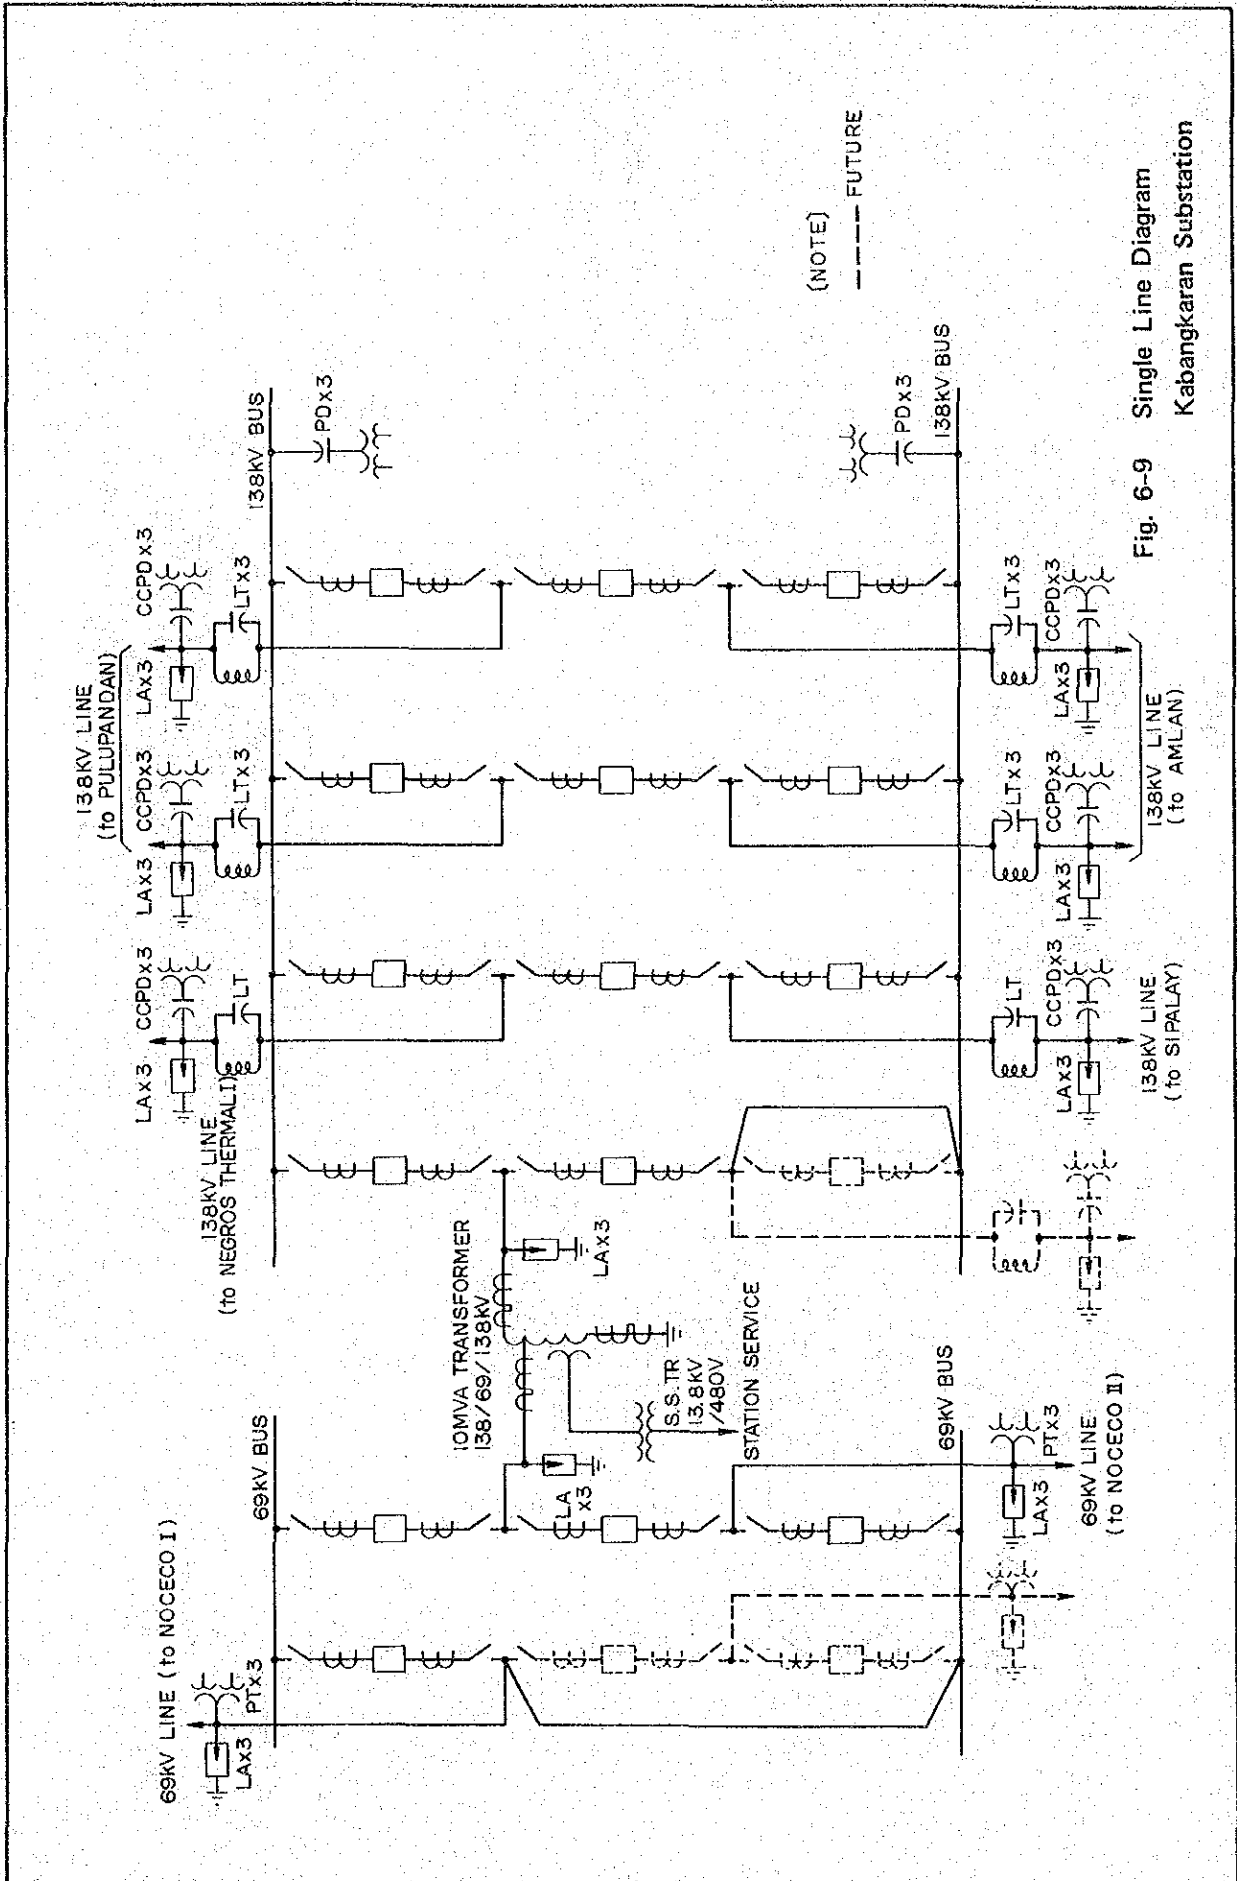 69KV LINE (to NOCECO I)
LAx3
PTx3
69KV BUS
138KV LINE
(to NEGROS THERMALI)
LAx3
CCPDx3
LT
138KV LINE
(to PULUPANDAN)
LAx3
CCPDx3
LTx3
LAx3
CCPDx3
LTx3
138KV BUS
PDx3
10MVA TRANSFORMER
138/69/138KV
LAx3
LA
x3
S.S.TR
13.8KV
/480V
STATION SERVICE
69KV BUS
LAx3
PTx3
69KV LINE
(to NOCECO II)
LT
CCPDx3
LAx3
138KV LINE
(to SIPALAY)
LTx3
CCPDx3
LAx3
LTx3
CCPDx3
LAx3
138KV LINE
(to AMLAN)
PDx3
138KV BUS
(NOTE)
FUTURE
Fig. 6-9 Single Line Diagram
Kabangkaran Substation